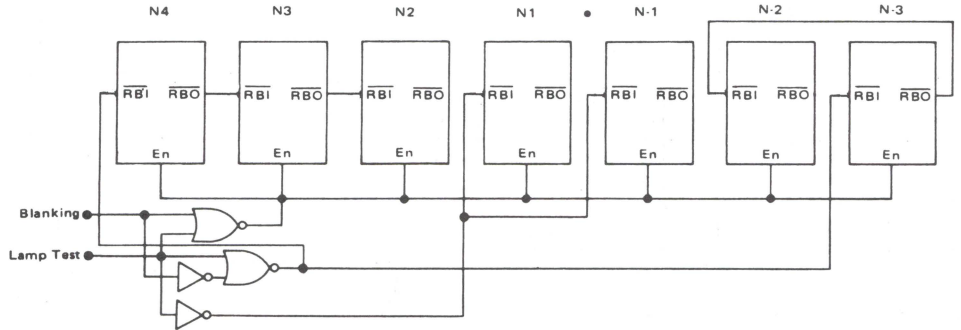 N4 N3 N2 N1 • N-1 N-2 N-3
RBI RBO RBI RBO RBI RBO RBI RBO RBI RBO RBI RBO RBI RBO
En En En En En En En
Blanking
Lamp Test